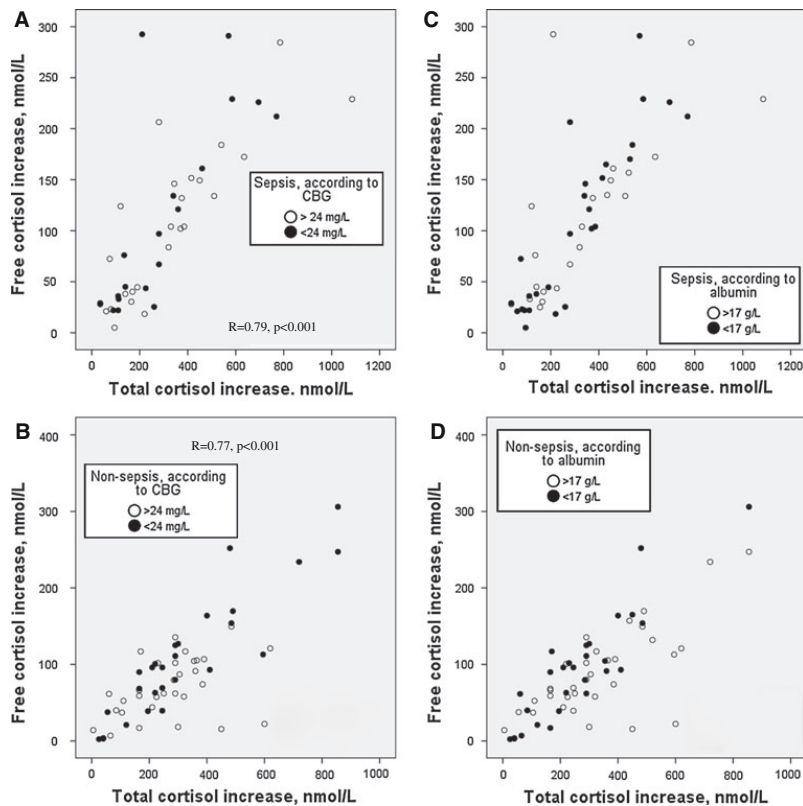 A
Free cortisol increase, nmol/L
300
250
200
150
100
50
0
Sepsis, according to
CBG
> 24 mg/L
<24 mg/L
R=0.79, p<0.001
0 200 400 600 800 1000 1200
Total cortisol increase. nmol/L
C
Free cortisol increase, nmol/L
300
250
200
150
100
50
0
Sepsis, according to
albumin
>17 g/L
<17 g/L
0 200 400 600 800 1000 1200
Total cortisol increase. nmol/L
B
Free cortisol increase, nmol/L
400
300
200
100
0
R=0.77, p<0.001
Non-sepsis, according
to CBG
>24 mg/L
<24 mg/L
0 200 400 600 800 1000
Total cortisol increase, nmol/L
D
Free cortisol increase, nmol/L
400
300
200
100
0
Non-sepsis, according
to albumin
>17 g/L
<17 g/L
0 200 400 600 800 1000
Total cortisol increase, nmol/L